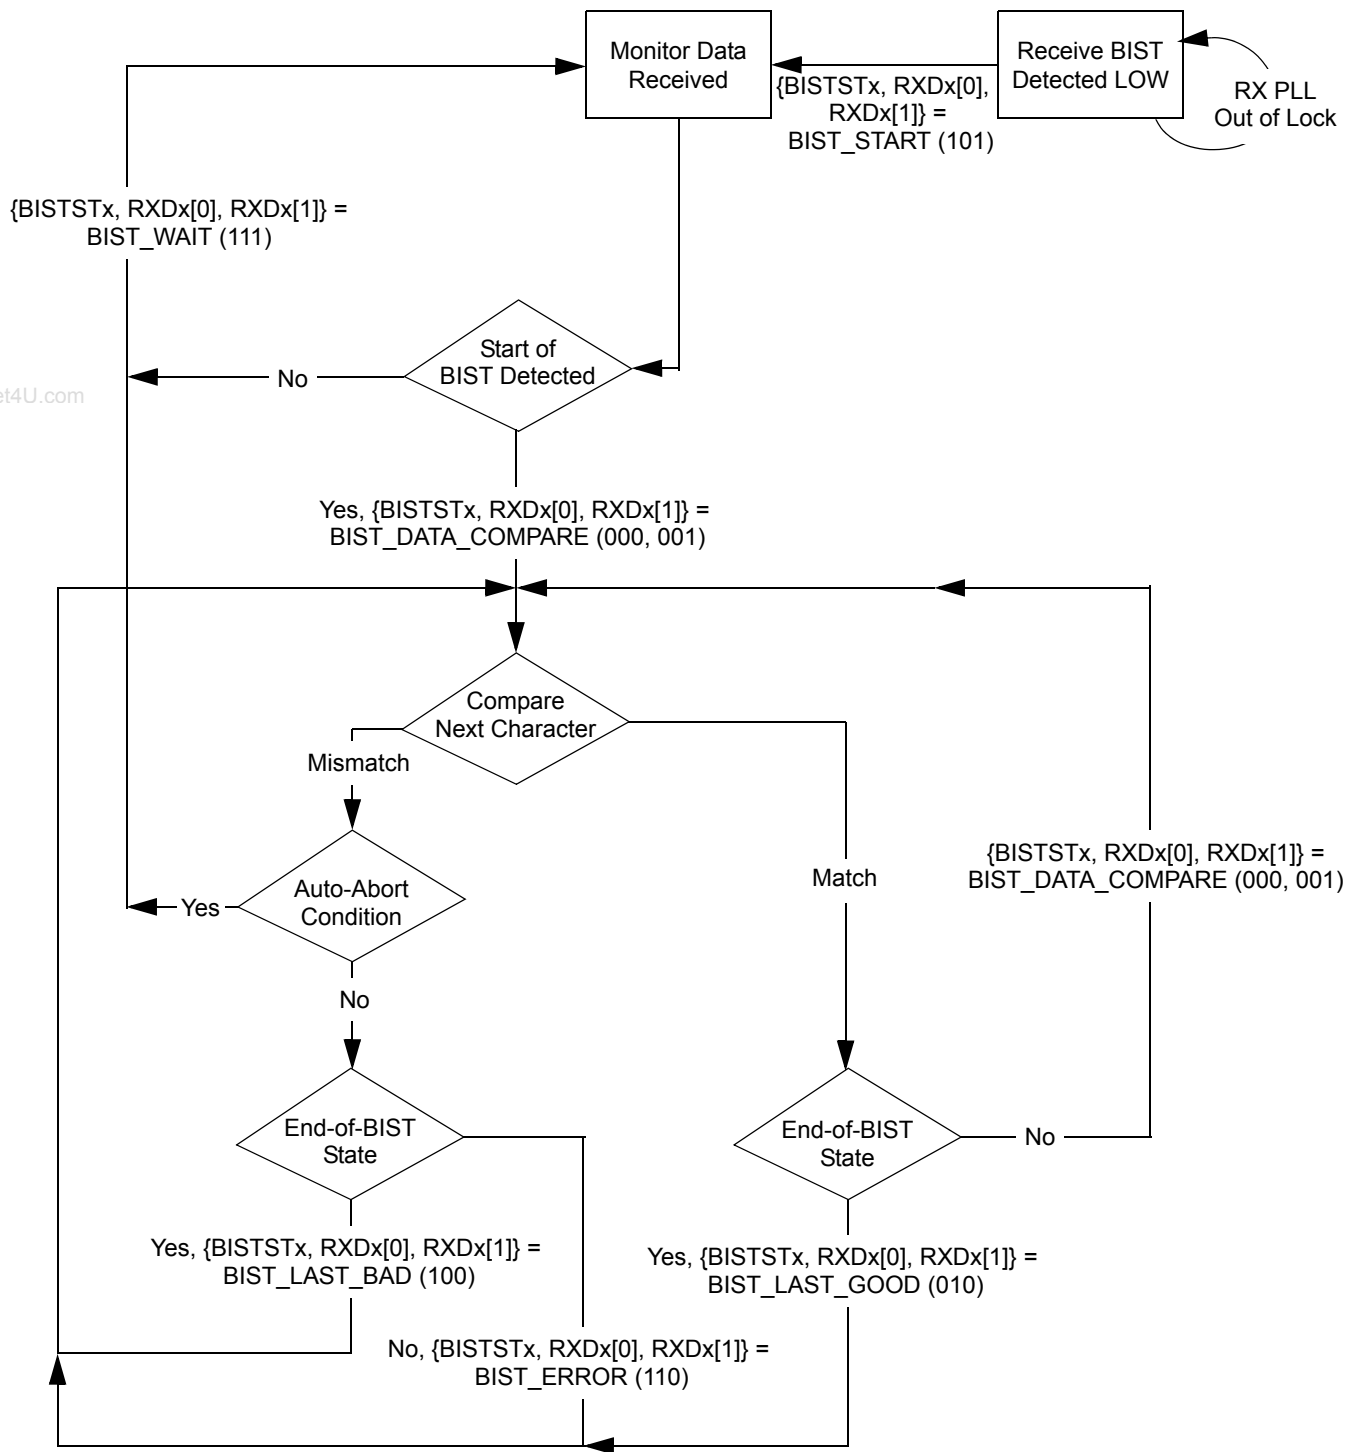 Monitor Data
Received
Receive BIST
Detected LOW
RX PLL
Out of Lock
{BISTSTx, RXDx[0],
RXDx[1]} =
BIST_START (101)
{BISTSTx, RXDx[0], RXDx[1]} =
BIST_WAIT (111)
Start of
BIST Detected
No
et4U.com
Yes, {BISTSTx, RXDx[0], RXDx[1]} =
BIST_DATA_COMPARE (000, 001)
Compare
Next Character
Mismatch
Match
{BISTSTx, RXDx[0], RXDx[1]} =
BIST_DATA_COMPARE (000, 001)
Auto-Abort
Condition
Yes
No
End-of-BIST
State
End-of-BIST
State
No
Yes, {BISTSTx, RXDx[0], RXDx[1]} =
BIST_LAST_BAD (100)
Yes, {BISTSTx, RXDx[0], RXDx[1]} =
BIST_LAST_GOOD (010)
No, {BISTSTx, RXDx[0], RXDx[1]} =
BIST_ERROR (110)